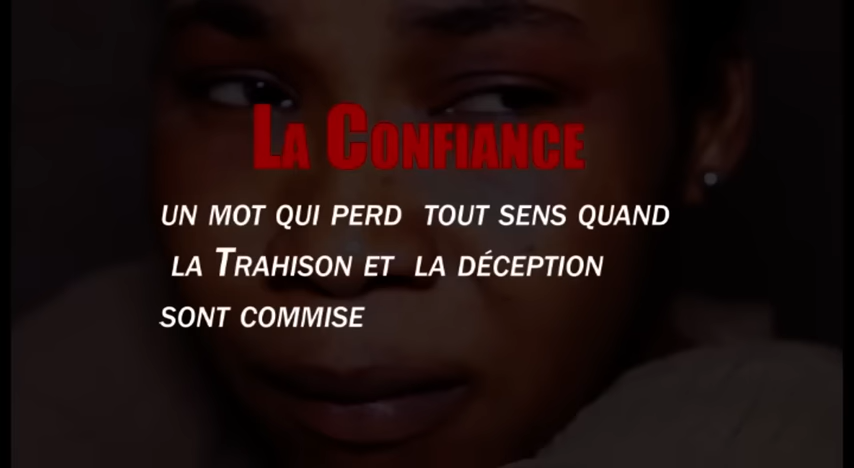 La Confiance
un mot qui perd tout sens quand
la Trahison et la déception
sont commise